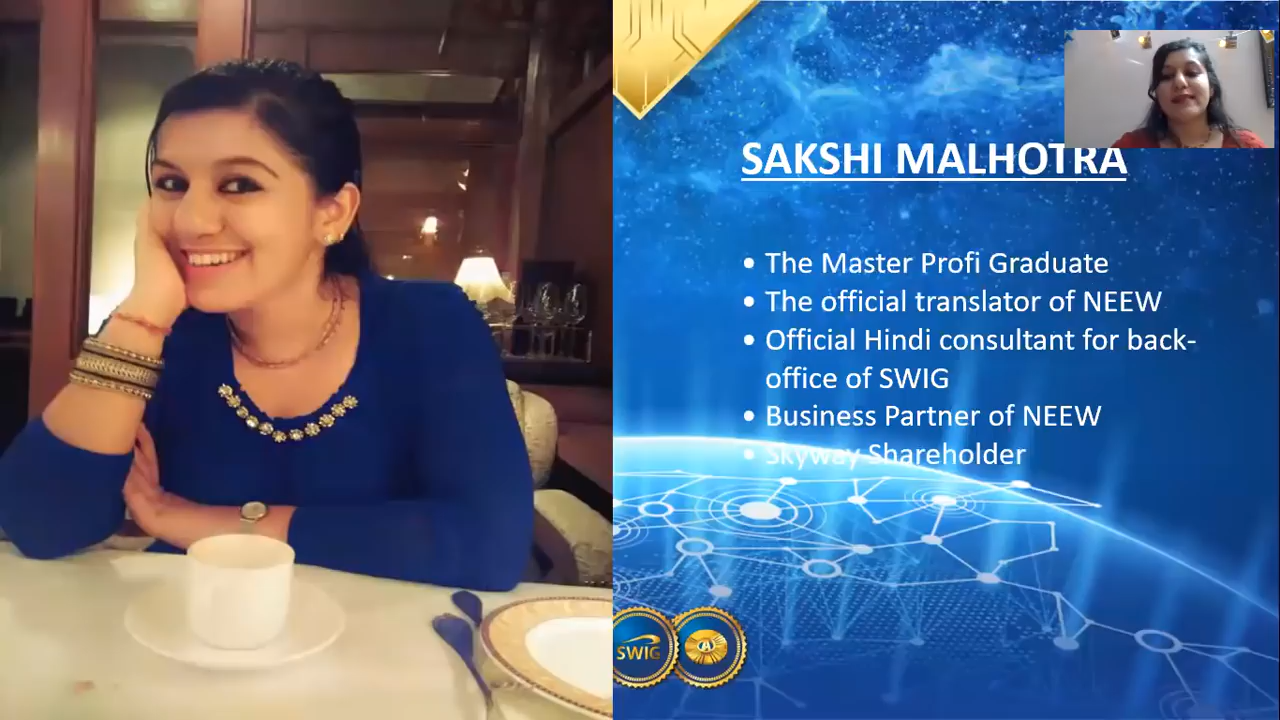 SAKSHI MALHOTRA
• The Master Profi Graduate
• The official translator of NEEW
• Official Hindi consultant for back-
office of SWIG
• Business Partner of NEEW
• Skyway Shareholder
SWIG